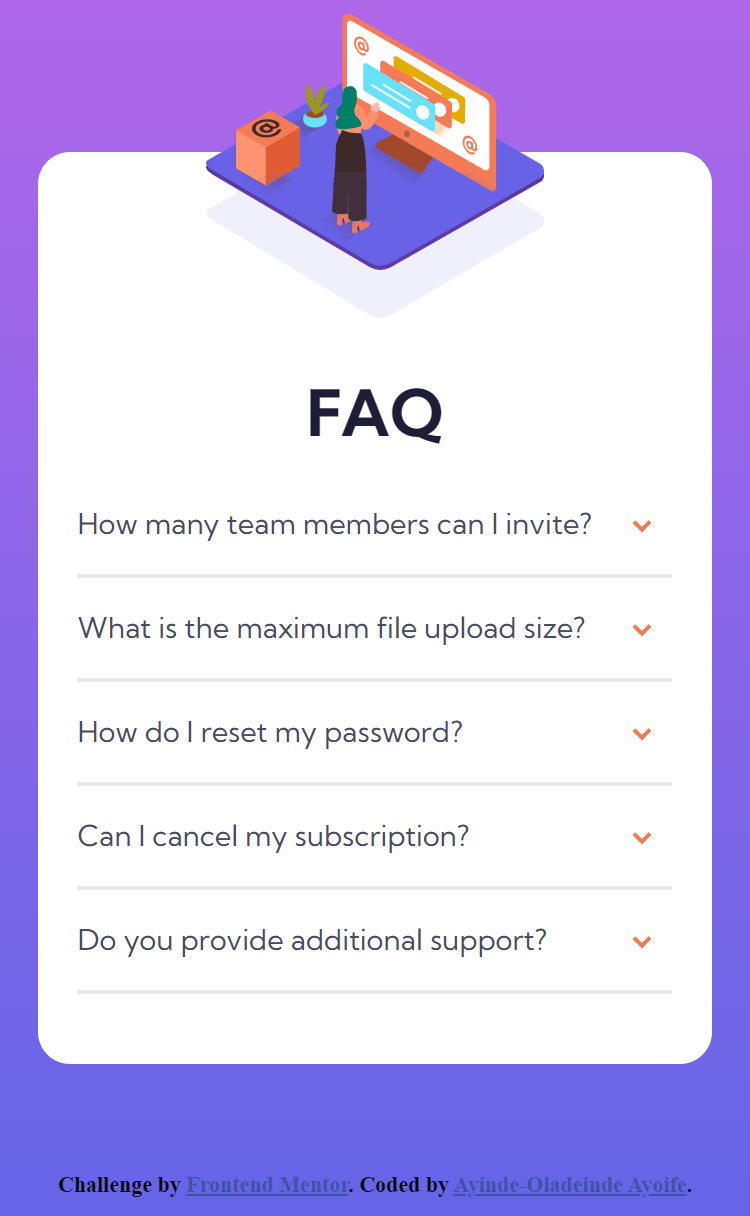 @
@
@
FAQ
How many team members can I invite?
What is the maximum file upload size?
How do I reset my password?
Can I cancel my subscription?
Do you provide additional support?
Challenge by Frontend Mentor. Coded by Ayinde-Oladeinde Ayoife.